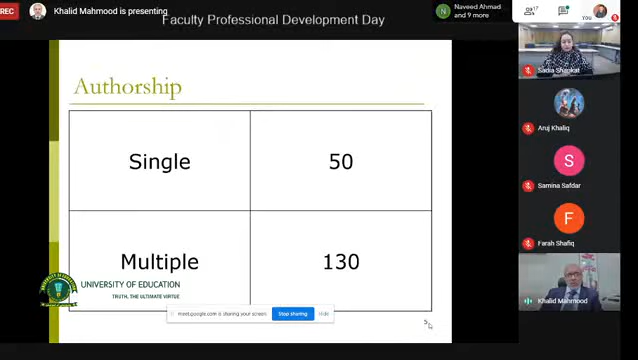 REC
Khalid Mahmood is presenting
Faculty Professional Development Day
N
Naveed Ahmad
and 9 more
17
You
Authorship
Single
50
Multiple
130
UNIVERSITY OF EDUCATION
TRUTH, THE ULTIMATE VIRTUE
meet.google.com is sharing your screen.
Stop sharing
Hide
5
Sadia Shaukat
Aruj Khaliq
S
Samina Safdar
F
Farah Shafiq
Khalid Mahmood